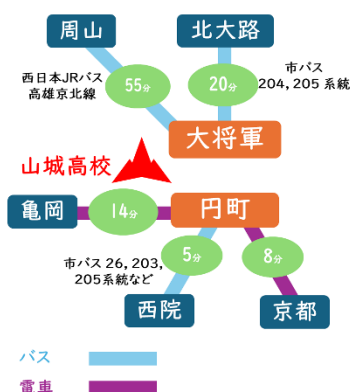 周山
北大路
西日本JRバス
高雄京北線
55分
20分
市バス
204, 205 系統
大将軍
山城高校
亀岡
14分
円町
市バス 26, 203,
205系統など
5分
8分
西院
京都
バス
電車